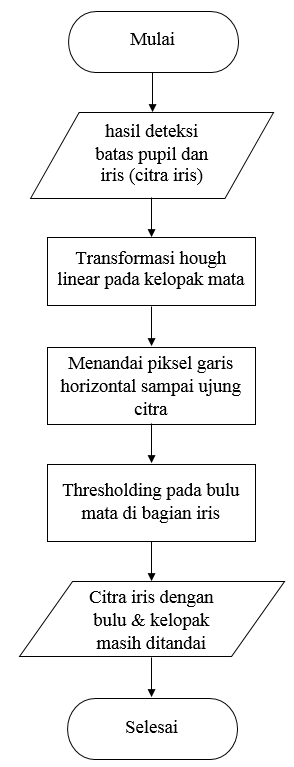 Mulai
hasil deteksi
batas pupil dan
iris (citra iris)
Transformasi hough
linear pada kelopak mata
Menandai piksel garis
horizontal sampai ujung
citra
Thresholding pada bulu
mata di bagian iris
Citra iris dengan
bulu & kelopak
masih ditandai
Selesai